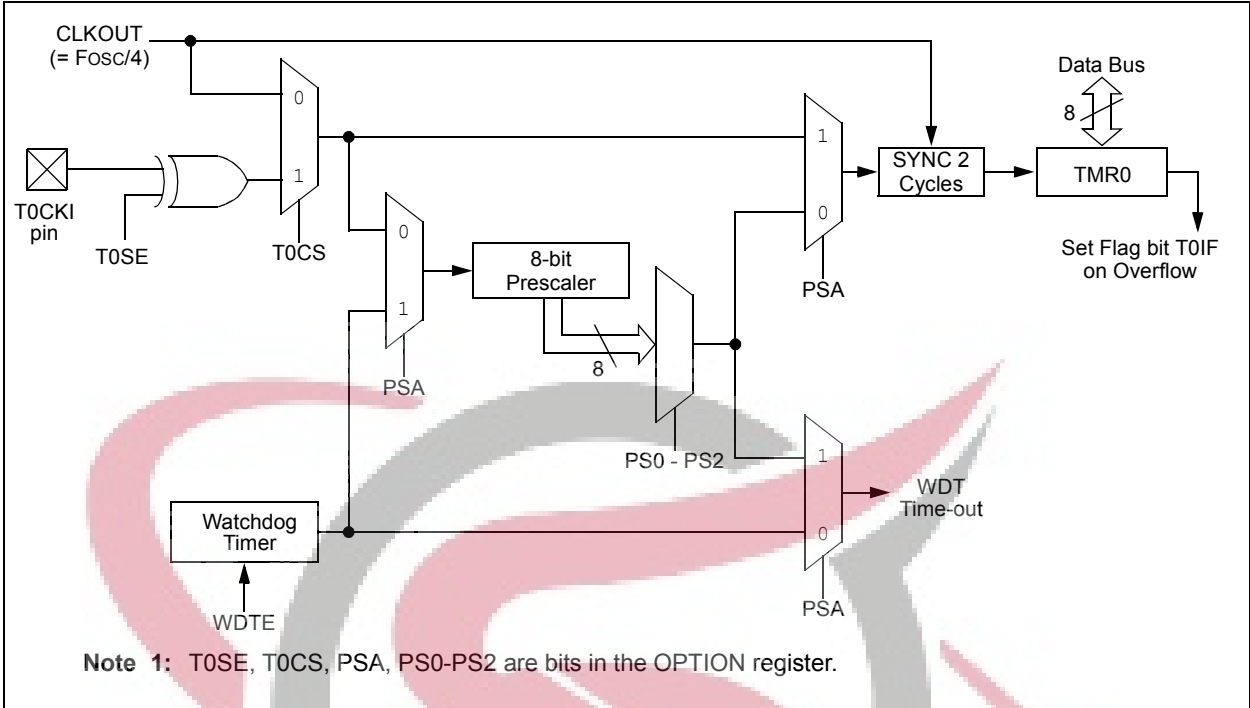 CLKOUT
(= FOSC/4)
0
1
T0CKI
pin
T0SE
T0CS
0
1
PSA
8-bit
Prescaler
8
PS0 - PS2
1
0
PSA
SYNC 2
Cycles
Data Bus
8
TMR0
Set Flag bit T0IF
on Overflow
Watchdog
Timer
WDTE
1
0
PSA
WDT
Time-out
Note 1: T0SE, T0CS, PSA, PS0-PS2 are bits in the OPTION register.